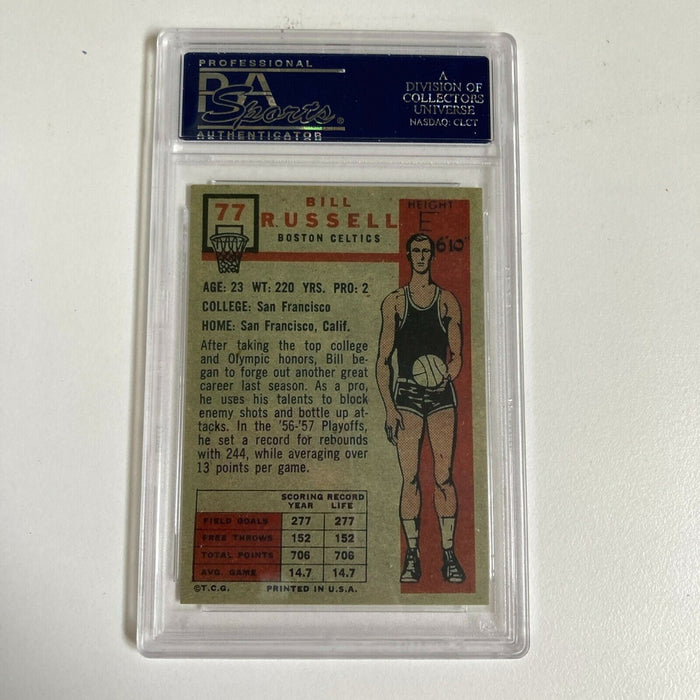 PROFESSIONAL
PSA
Sports®
AUTHENTICATOR
A
DIVISION OF
COLLECTORS
UNIVERSE
NASDAQ: CLCT
77
BILL
RUSSELL
BOSTON CELTICS
HEIGHT
E
6'10"
AGE: 23 WT: 220 YRS. PRO: 2
COLLEGE: San Francisco
HOME: San Francisco, Calif.
After taking the top college
and Olympic honors, Bill be-
gan to forge out another great
career last season. As a pro,
he uses his talents to block
enemy shots and bottle up at-
tacks. In the '56-'57 Playoffs,
he set a record for rebounds
with 244, while averaging over
13 points per game.
SCORING RECORD
YEAR LIFE
FIELD GOALS 277 277
FREE THROWS 152 152
TOTAL POINTS 706 706
AVG. GAME 14.7 14.7
©T.C.G. PRINTED IN U.S.A.